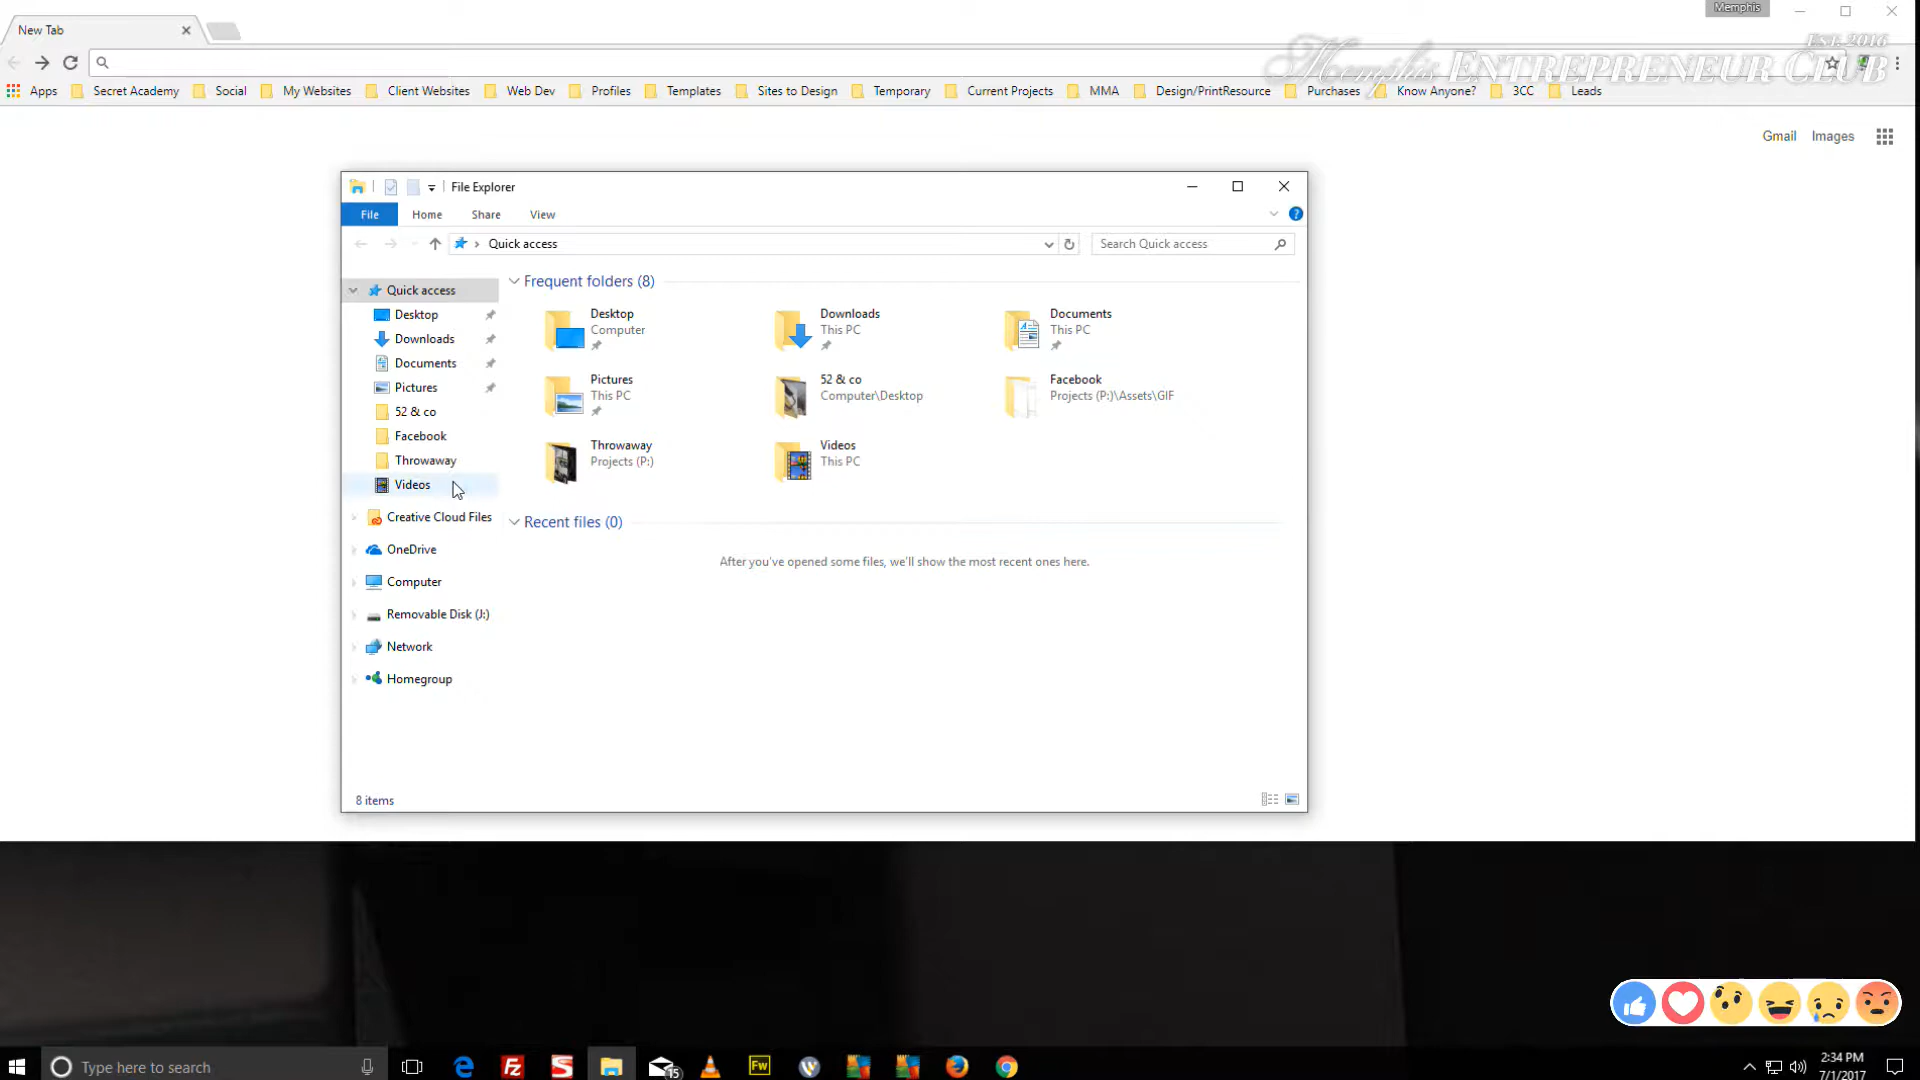 Memphis
New Tab
EST. 2016
Memphis ENTREPRENEUR CLUB
Apps Secret Academy Social My Websites Client Websites Web Dev Profiles Templates Sites to Design Temporary Current Projects MMA Design/PrintResource Purchases Know Anyone? 3CC Leads
Gmail Images
File Explorer
File Home Share View
Quick access
Search Quick access
Quick access
Desktop
Downloads
Documents
Pictures
52 & co
Facebook
Throwaway
Videos
Creative Cloud Files
OneDrive
Computer
Removable Disk (J:)
Network
Homegroup
Frequent folders (8)
Desktop
Computer
Downloads
This PC
Documents
This PC
Pictures
This PC
52 & co
Computer\Desktop
Facebook
Projects (P:)\Assets\GIF
Throwaway
Projects (P:)
Videos
This PC
Recent files (0)
After you've opened some files, we'll show the most recent ones here.
8 items
Type here to search
15
Fw
2:34 PM
7/1/2017